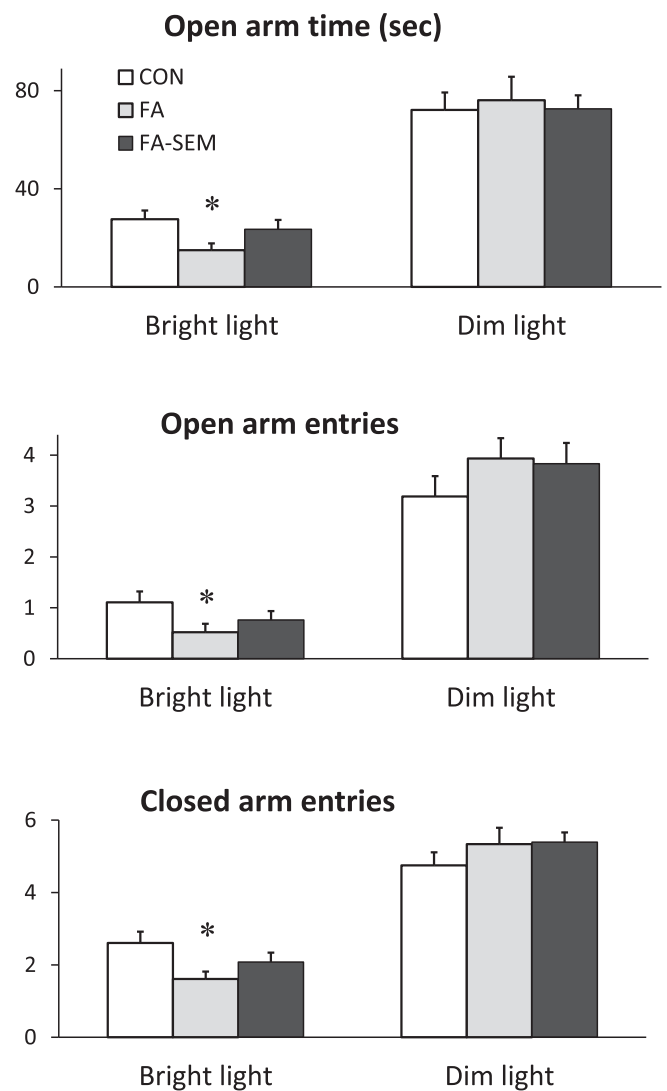 Open arm time (sec)
CON
FA
FA-SEM
80
40
0
*
Bright light
Dim light
Open arm entries
4
3
2
1
0
*
Bright light
Dim light
Closed arm entries
6
4
2
0
*
Bright light
Dim light